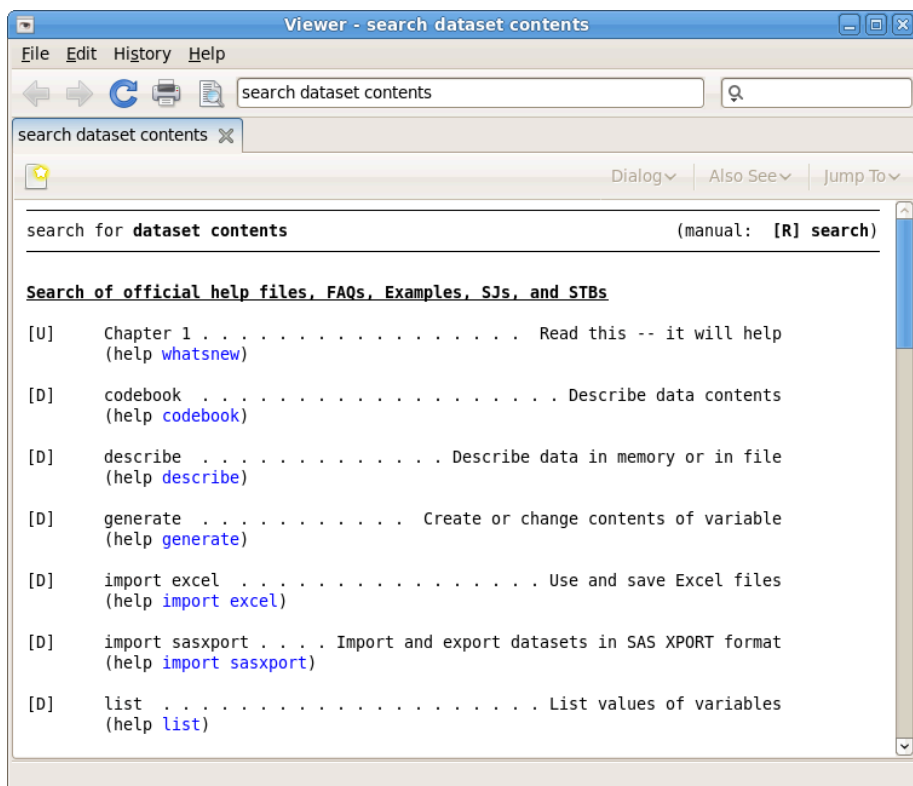 Viewer - search dataset contents
File Edit History Help
search dataset contents
search dataset contents
Dialog Also See Jump To
search for dataset contents (manual: [R] search)
Search of official help files, FAQs, Examples, SJs, and STBs
[U] Chapter 1 . . . . . . . . . . . . . . . . . Read this -- it will help
(help whatsnew)
[D] codebook . . . . . . . . . . . . . . . . . . . Describe data contents
(help codebook)
[D] describe . . . . . . . . . . . . . Describe data in memory or in file
(help describe)
[D] generate . . . . . . . . . . . Create or change contents of variable
(help generate)
[D] import excel . . . . . . . . . . . . . . . . Use and save Excel files
(help import excel)
[D] import sasxport . . . . Import and export datasets in SAS XPORT format
(help import sasxport)
[D] list . . . . . . . . . . . . . . . . . . . . List values of variables
(help list)